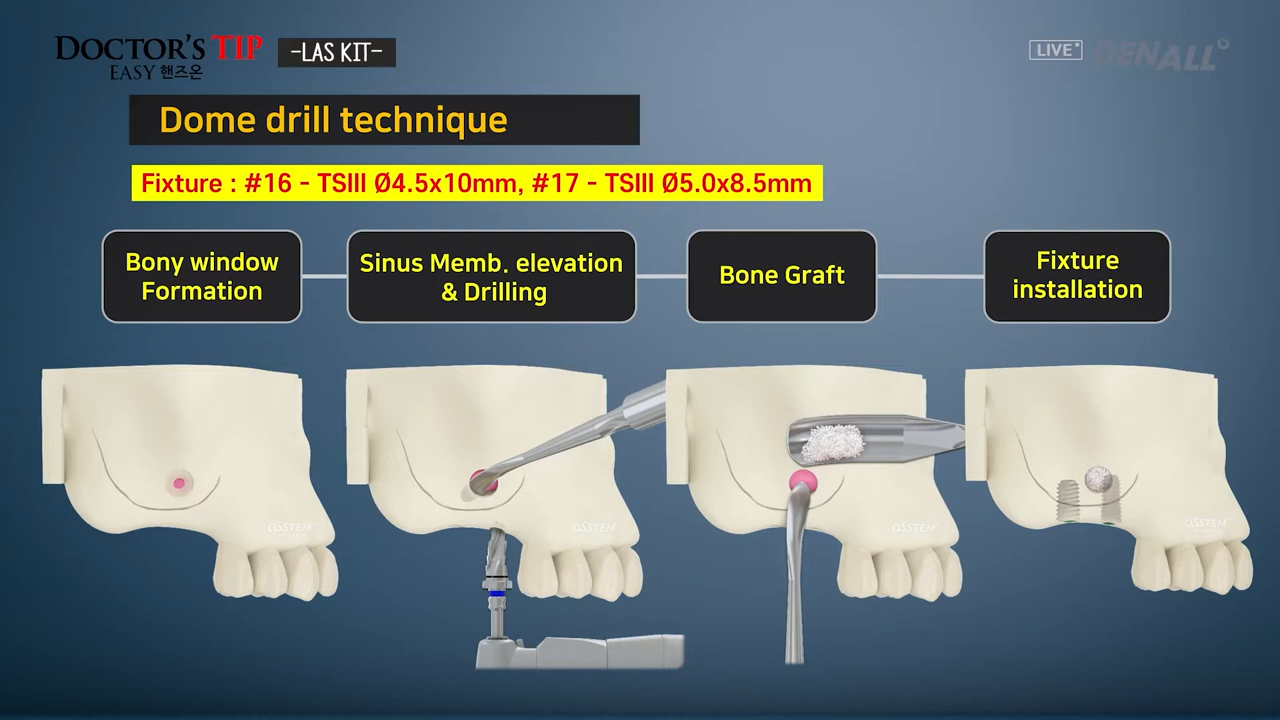 DOCTOR'S TIP
EASY 핸즈온
-LAS KIT-
LIVE
DENALL
Dome drill technique
Fixture : #16 - TSIII Ø4.5x10mm, #17 - TSIII Ø5.0x8.5mm
Bony window
Formation
Sinus Memb. elevation
& Drilling
Bone Graft
Fixture
installation
OSSTEM
OSSTEM
OSSTEM
OSSTEM